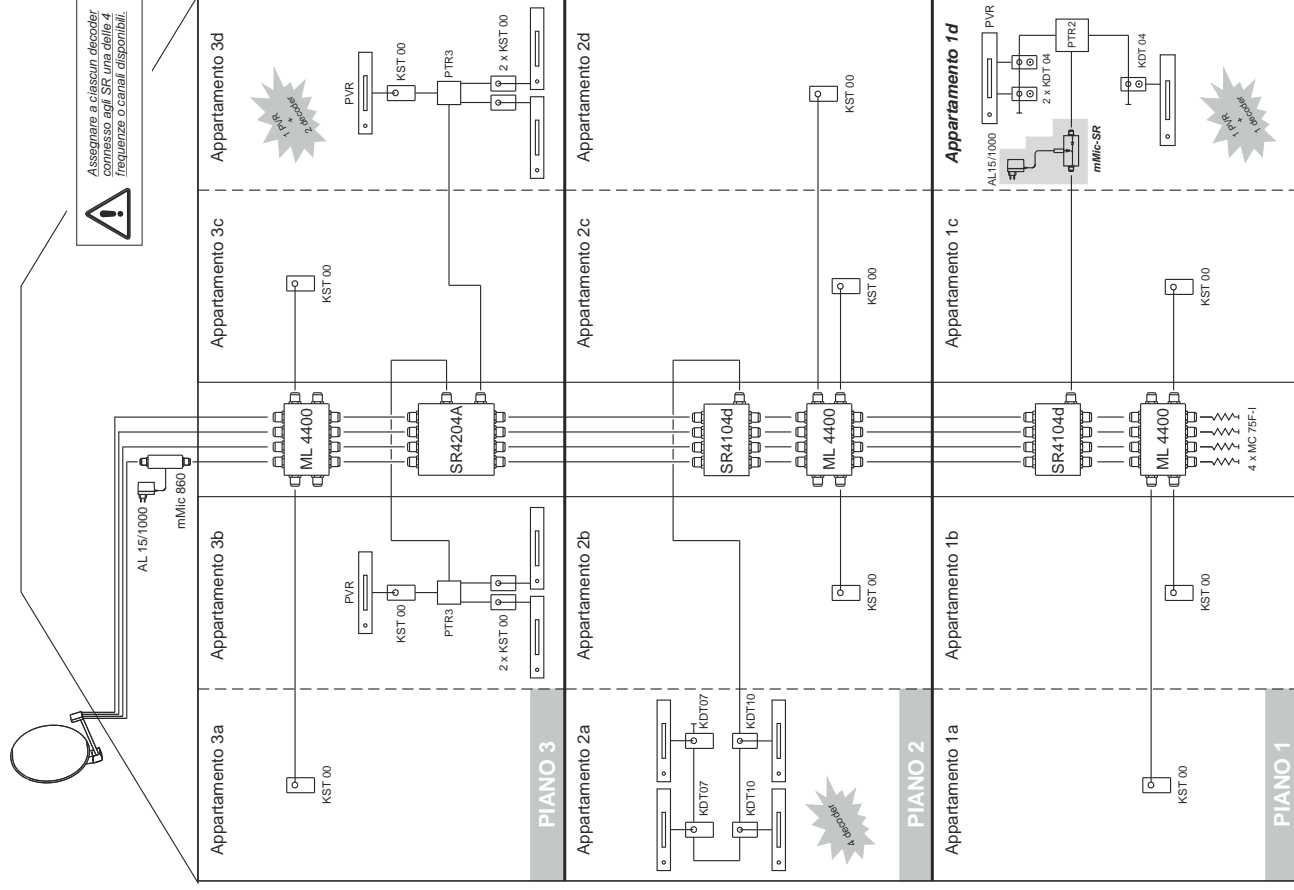 Assegnare a ciascun decoder
connesso agli SR una delle 4
frequenze o canali disponibili.
AL 15/1000
mMic 860
Appartamento 3a
KST 00
PIANO 3
Appartamento 3b
PVR
KST 00
PTR3
2 x KST 00
ML 4400
SR4204A
Appartamento 3c
KST 00
Appartamento 3d
1 PVR
+
2 decoder
PVR
KST 00
PTR3
2 x KST 00
Appartamento 2a
KDT07
KDT07
KDT10
KDT10
4 decoder
PIANO 2
Appartamento 2b
KST 00
SR4104d
ML 4400
Appartamento 2c
KST 00
Appartamento 2d
KST 00
Appartamento 1a
KST 00
PIANO 1
Appartamento 1b
KST 00
SR4104d
ML 4400
4 x MC 75F-I
Appartamento 1c
KST 00
Appartamento 1d
AL15/1000
mMic-SR
PVR
2 x KDT 04
PTR2
KDT 04
1 PVR
+
1 decoder